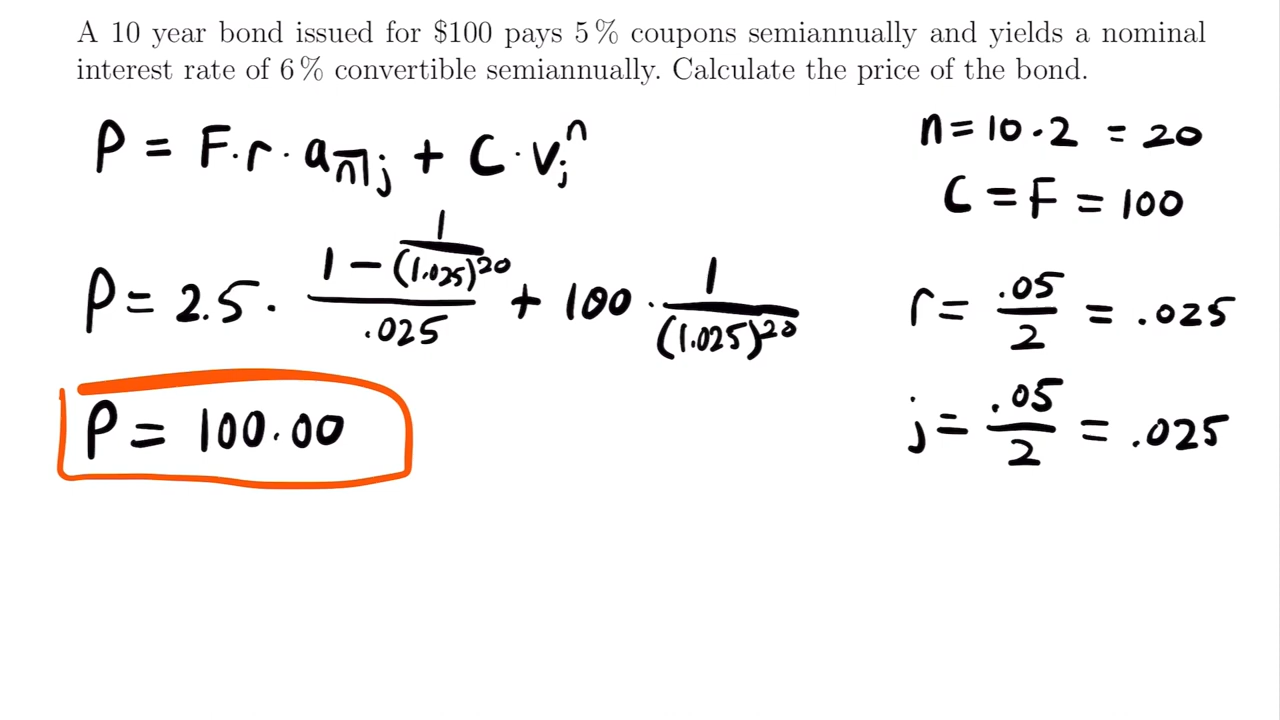 A 10 year bond issued for $100 pays 5% coupons semiannually and yields a nominal
interest rate of 6% convertible semiannually. Calculate the price of the bond.
P = F·r·a_{n̅|j} + C·v_j^n
n = 10·2 = 20
C = F = 100
P = 2.5 · (1 - 1/(1.025)^20)/.025 + 100 · 1/(1.025)^20
r = .05/2 = .025
P = 100.00
j = .05/2 = .025